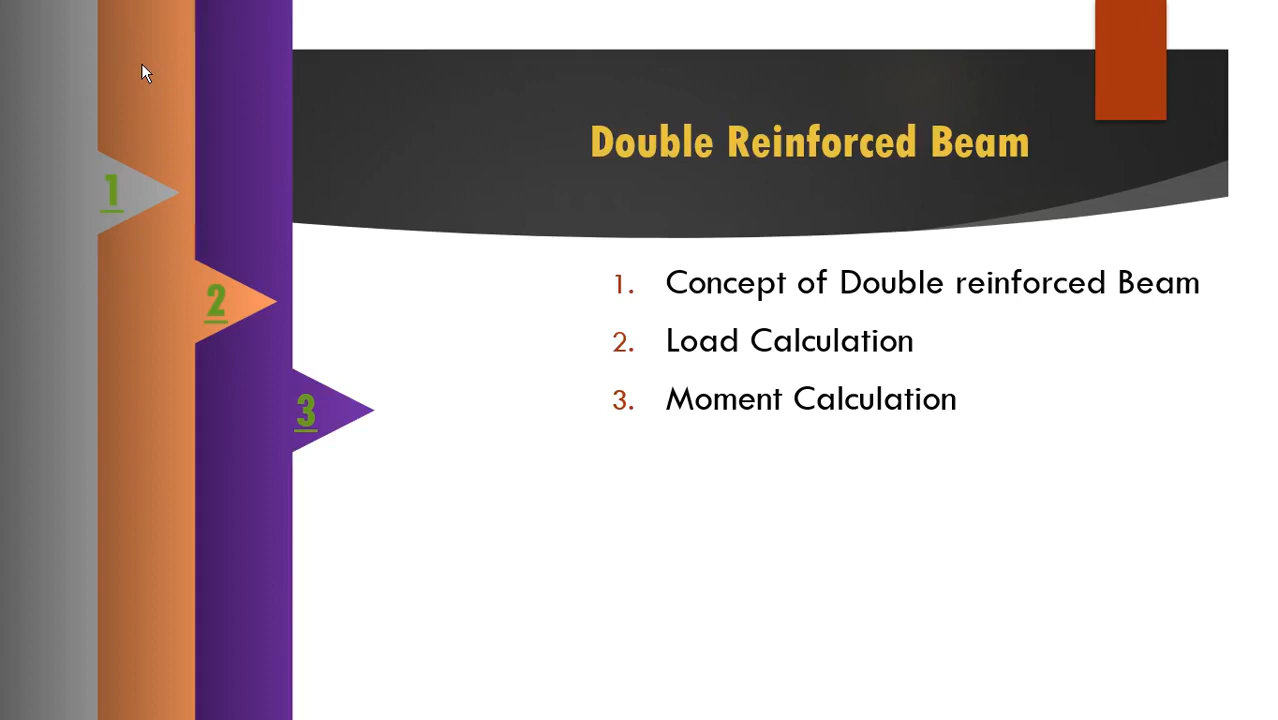 Double Reinforced Beam
1
2
3
1. Concept of Double reinforced Beam
2. Load Calculation
3. Moment Calculation